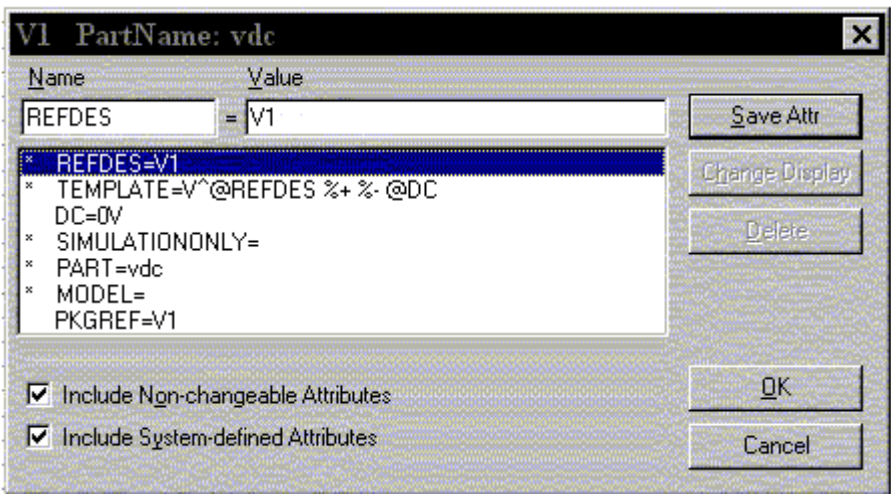 V1 PartName: vdc
Name Value
REFDES = V1
Save Attr
* REFDES=V1
* TEMPLATE=V^@REFDES %+ %- @DC
DC=0V
* SIMULATIONONLY=
* PART=vdc
* MODEL=
PKGREF=V1
Change Display
Delete
Include Non-changeable Attributes
Include System-defined Attributes
OK
Cancel